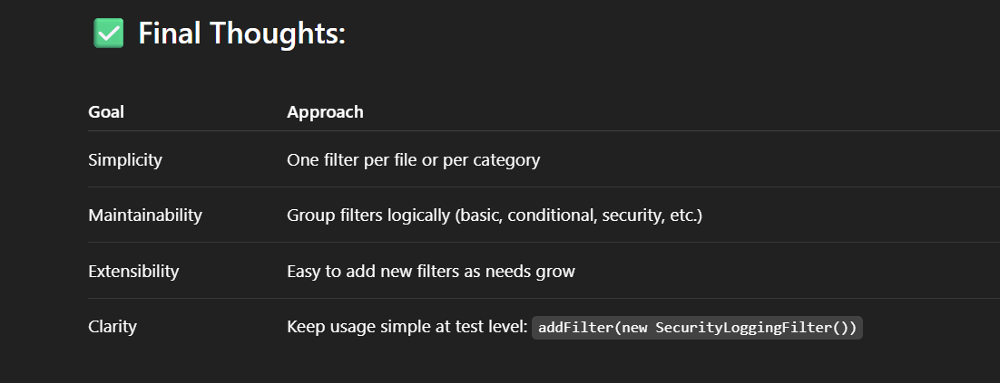 ✅ Final Thoughts:
Goal Approach
Simplicity One filter per file or per category
Maintainability Group filters logically (basic, conditional, security, etc.)
Extensibility Easy to add new filters as needs grow
Clarity Keep usage simple at test level: addFilter(new SecurityLoggingFilter())